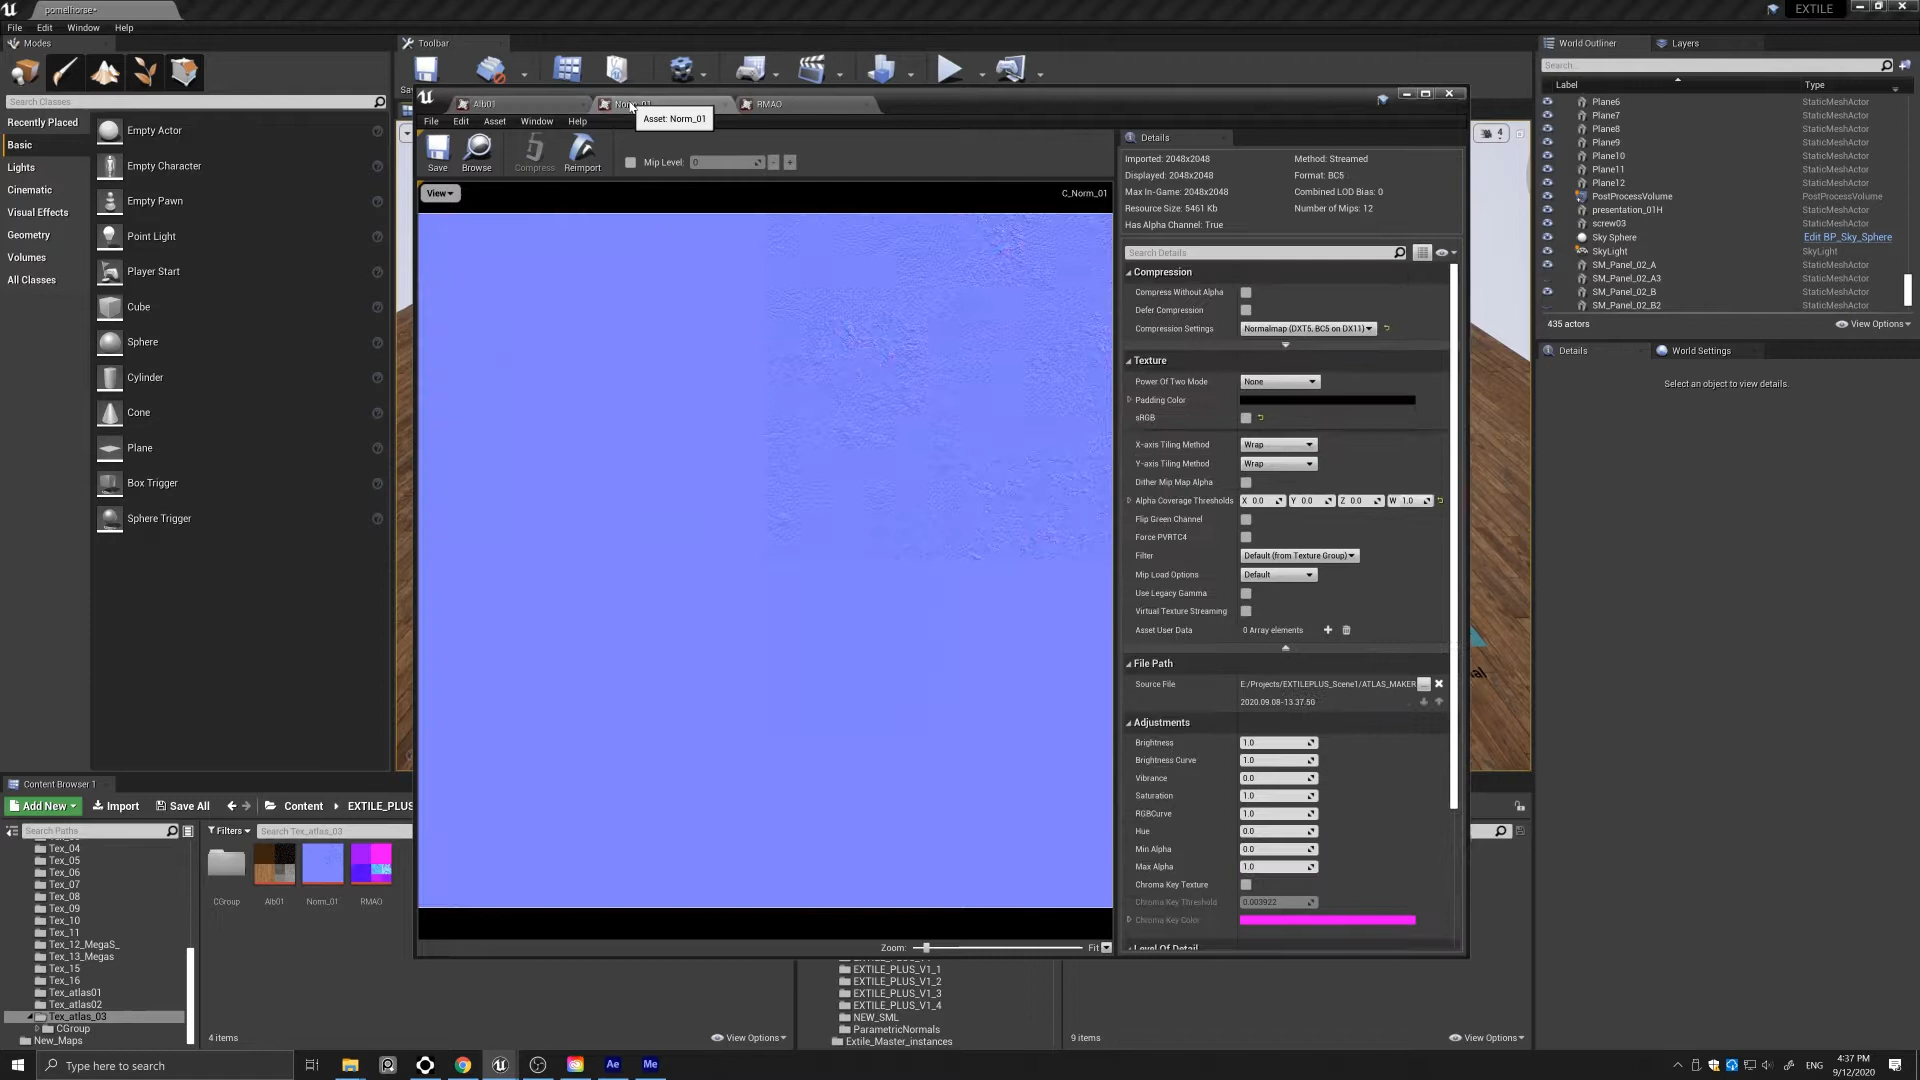 pomelhorse•
EXTILE
File Edit Window Help
Modes
Toolbar
World Outliner Layers
Search Classes
Search...
Label Type
Recently Placed
Basic
Lights
Cinematic
Visual Effects
Geometry
Volumes
All Classes
Empty Actor
Empty Character
Empty Pawn
Point Light
Player Start
Cube
Sphere
Cylinder
Cone
Plane
Box Trigger
Sphere Trigger
Alb01 RMAO
Asset: Norm_01
File Edit Asset Window Help
Save Browse Compress Reimport Mip Level: 0
View
C_Norm_01
Zoom: Fit
Details
Imported: 2048x2048 Method: Streamed
Displayed: 2048x2048 Format: BC5
Max In-Game: 2048x2048 Combined LOD Bias: 0
Resource Size: 5461 Kb Number of Mips: 12
Has Alpha Channel: True
Search Details
Compression
Compress Without Alpha
Defer Compression
Compression Settings Normalmap (DXT5, BC5 on DX11)
Texture
Power Of Two Mode None
Padding Color
sRGB
X-axis Tiling Method Wrap
Y-axis Tiling Method Wrap
Dither Mip Map Alpha
Alpha Coverage Thresholds X 0.0 Y 0.0 Z 0.0 W 1.0
Flip Green Channel
Force PVRTC4
Filter Default (from Texture Group)
Mip Load Options Default
Use Legacy Gamma
Virtual Texture Streaming
Asset User Data 0 Array elements
File Path
Source File E:/Projects/EXTILEPLUS_Scene1/ATLAS_MAKER ...
2020.09.08-13.37.50
Adjustments
Brightness 1.0
Brightness Curve 1.0
Vibrance 0.0
Saturation 1.0
RGBCurve 1.0
Hue 0.0
Min Alpha 0.0
Max Alpha 1.0
Chroma Key Texture
Chroma Key Threshold 0.003922
Chroma Key Color
Level Of Detail
4
Plane6 StaticMeshActor
Plane7 StaticMeshActor
Plane8 StaticMeshActor
Plane9 StaticMeshActor
Plane10 StaticMeshActor
Plane11 StaticMeshActor
Plane12 StaticMeshActor
PostProcessVolume PostProcessVolume
presentation_01H StaticMeshActor
screw03 StaticMeshActor
Sky Sphere Edit BP_Sky_Sphere
SkyLight SkyLight
SM_Panel_02_A StaticMeshActor
SM_Panel_02_A3 StaticMeshActor
SM_Panel_02_B StaticMeshActor
SM_Panel_02_B2 StaticMeshActor
435 actors View Options
Details World Settings
Select an object to view details.
Content Browser 1
Add New Import Save All Content EXTILE_PLUS
Search Paths Filters Search Tex_atlas_03
Tex_04
Tex_05
Tex_06
Tex_07
Tex_08
Tex_09
Tex_10
Tex_11
Tex_12_MegaS_
Tex_13_Megas
Tex_15
Tex_16
Tex_atlas01
Tex_atlas02
Tex_atlas_03
CGroup
New_Maps
CGroup Alb01 Norm_01 RMAO
4 items View Options
EXTILE_PLUS_V1_1
EXTILE_PLUS_V1_2
EXTILE_PLUS_V1_3
EXTILE_PLUS_V1_4
NEW_SML
ParametricNormals
Extile_Master_instances
9 items View Options
Type here to search
Ae Me
ENG 4:37 PM
9/12/2020